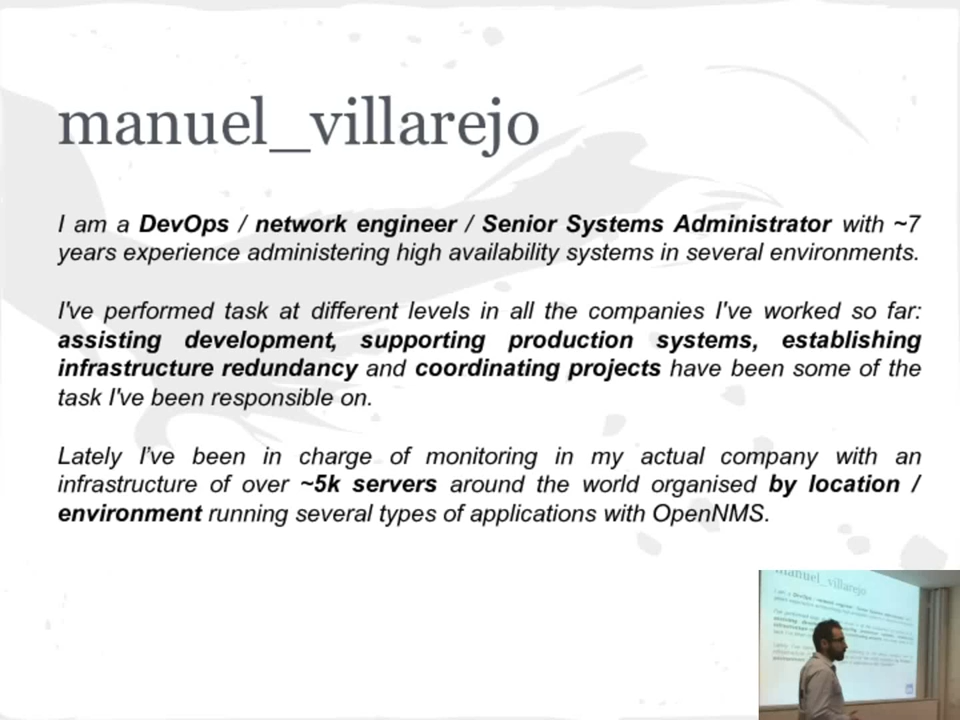 manuel_villarejo
I am a DevOps / network engineer / Senior Systems Administrator with ~7
years experience administering high availability systems in several environments.
I've performed task at different levels in all the companies I've worked so far:
assisting development, supporting production systems, establishing
infrastructure redundancy and coordinating projects have been some of the
task I've been responsible on.
Lately I've been in charge of monitoring in my actual company with an
infrastructure of over ~5k servers around the world organised by location /
environment running several types of applications with OpenNMS.
manuel_villarejo